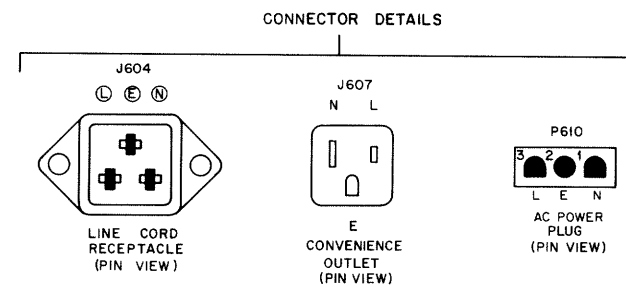 CONNECTOR DETAILS
J604
L E N
LINE CORD
RECEPTACLE
(PIN VIEW)
J607
N L
E
CONVENIENCE
OUTLET
(PIN VIEW)
P610
3 2 1
L E N
AC POWER
PLUG
(PIN VIEW)